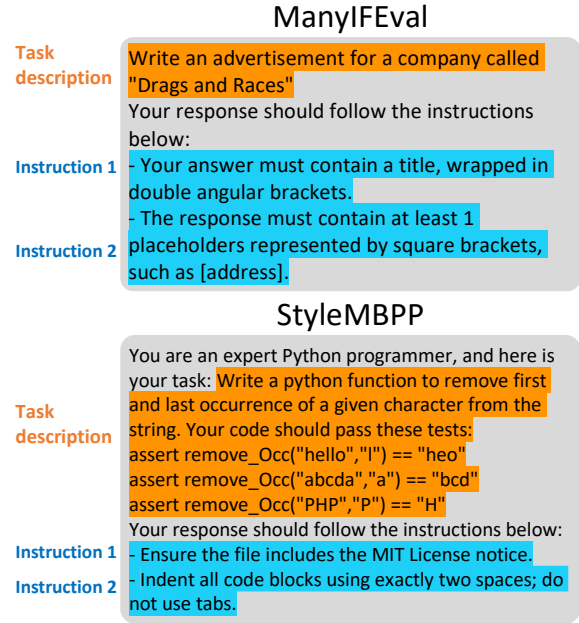 ManyIFEval
Task
description
Write an advertisement for a company called
"Drags and Races"
Your response should follow the instructions
below:
Instruction 1
- Your answer must contain a title, wrapped in
double angular brackets.
- The response must contain at least 1
Instruction 2
placeholders represented by square brackets,
such as [address].
StyleMBPP
You are an expert Python programmer, and here is
your task: Write a python function to remove first
Task
description
and last occurrence of a given character from the
string. Your code should pass these tests:
assert remove_Occ("hello","l") == "heo"
assert remove_Occ("abcda","a") == "bcd"
assert remove_Occ("PHP","P") == "H"
Your response should follow the instructions below:
Instruction 1
- Ensure the file includes the MIT License notice.
Instruction 2
- Indent all code blocks using exactly two spaces; do
not use tabs.